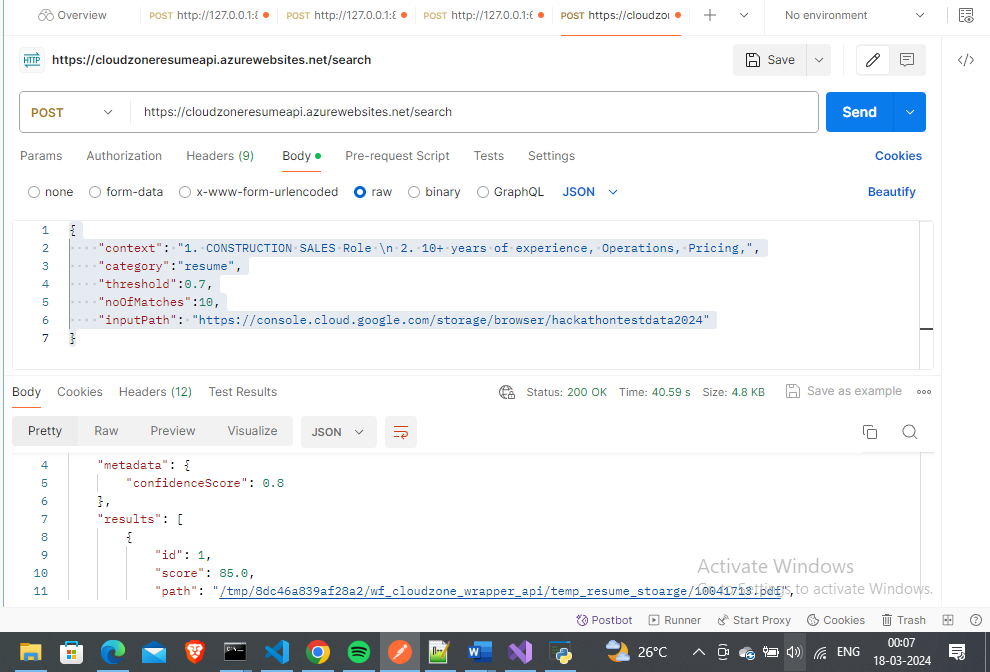 Overview POST http://127.0.0.1:8 POST http://127.0.0.1:8 POST http://127.0.0.1:6 POST https://cloudzor No environment
HTTP https://cloudzoneresumeapi.azurewebsites.net/search Save
POST https://cloudzoneresumeapi.azurewebsites.net/search Send
Params Authorization Headers (9) Body Pre-request Script Tests Settings Cookies
none form-data x-www-form-urlencoded raw binary GraphQL JSON Beautify
1 {
2 "context": "1. CONSTRUCTION SALES Role \n 2. 10+ years of experience, Operations, Pricing,",
3 "category":"resume",
4 "threshold":0.7,
5 "noOfMatches":10,
6 "inputPath": "https://console.cloud.google.com/storage/browser/hackathontestdata2024"
7 }
Body Cookies Headers (12) Test Results Status: 200 OK Time: 40.59 s Size: 4.8 KB Save as example
Pretty Raw Preview Visualize JSON
4 "metadata": {
5 "confidenceScore": 0.8
6 },
7 "results": [
8 {
9 "id": 1,
10 "score": 85.0,
11 "path": "/tmp/8dc46a839af28a2/wf_cloudzone_wrapper_api/temp_resume_stoarge/10041713.pdf",
Activate Windows
Go to Settings to activate Windows.
Postbot Runner Start Proxy Cookies Trash
26°C ENG 00:07
18-03-2024